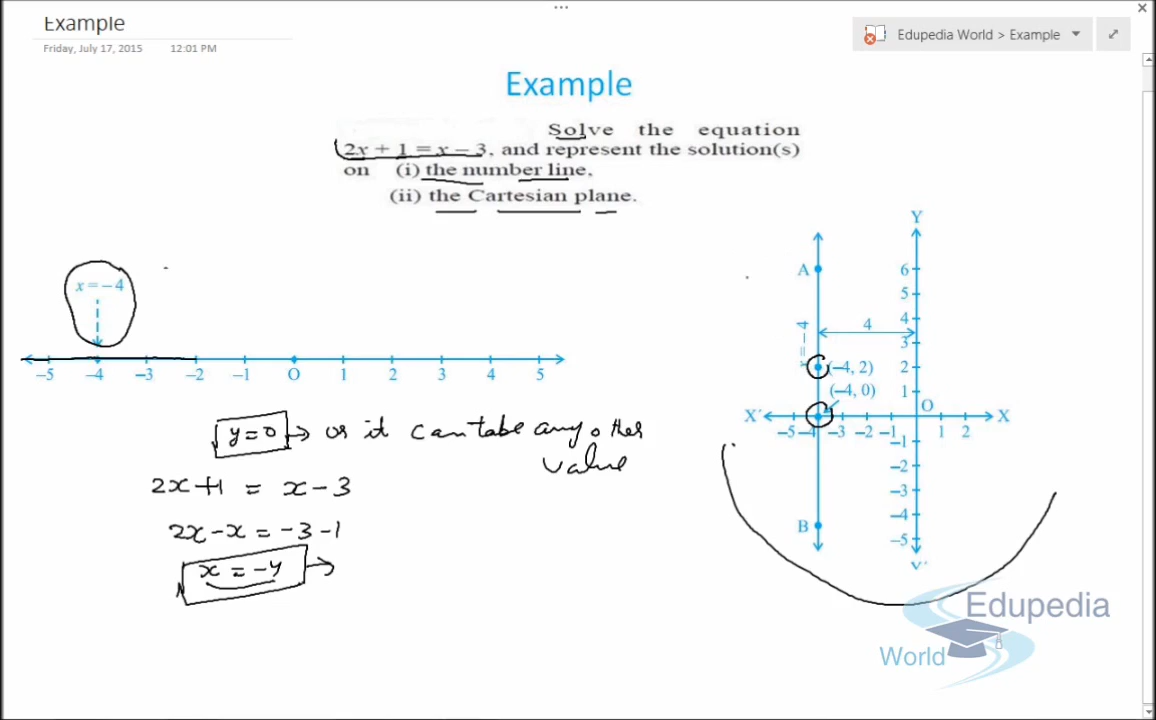 Example
Friday, July 17, 2015 12:01 PM
Edupedia World > Example
Example
Solve the equation
2x + 1 = x – 3, and represent the solution(s)
on (i) the number line,
(ii) the Cartesian plane.
x = –4
–5 –4 –3 –2 –1 O 1 2 3 4 5
y=0 → or it can take any other
value
2x+1 = x-3
2x-x = -3-1
x = -4 →
Y
A
6
5
4
4
3
x = –4
(–4, 2)
2
(–4, 0)
1
O
X′ X
–5 –4 –3 –2 –1 1 2
–1
–2
–3
–4
B
–5
Y′
Edupedia
World